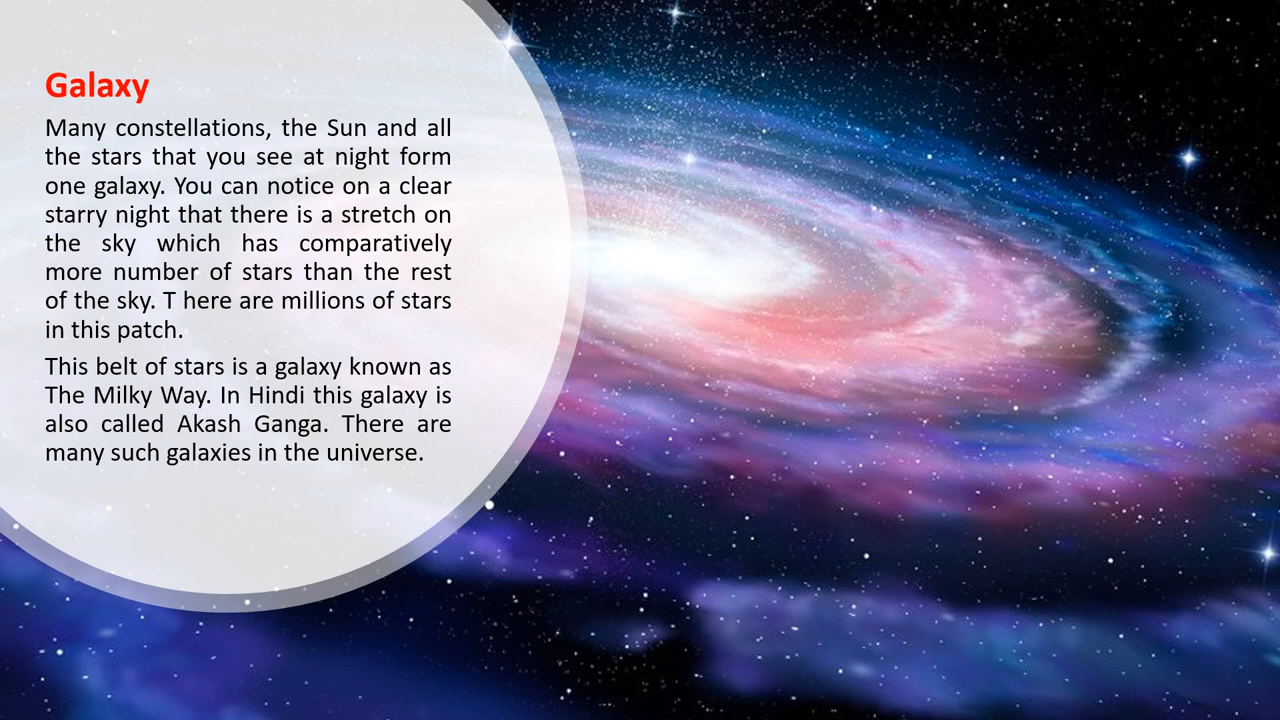 Galaxy
Many constellations, the Sun and all
the stars that you see at night form
one galaxy. You can notice on a clear
starry night that there is a stretch on
the sky which has comparatively
more number of stars than the rest
of the sky. T here are millions of stars
in this patch.
This belt of stars is a galaxy known as
The Milky Way. In Hindi this galaxy is
also called Akash Ganga. There are
many such galaxies in the universe.